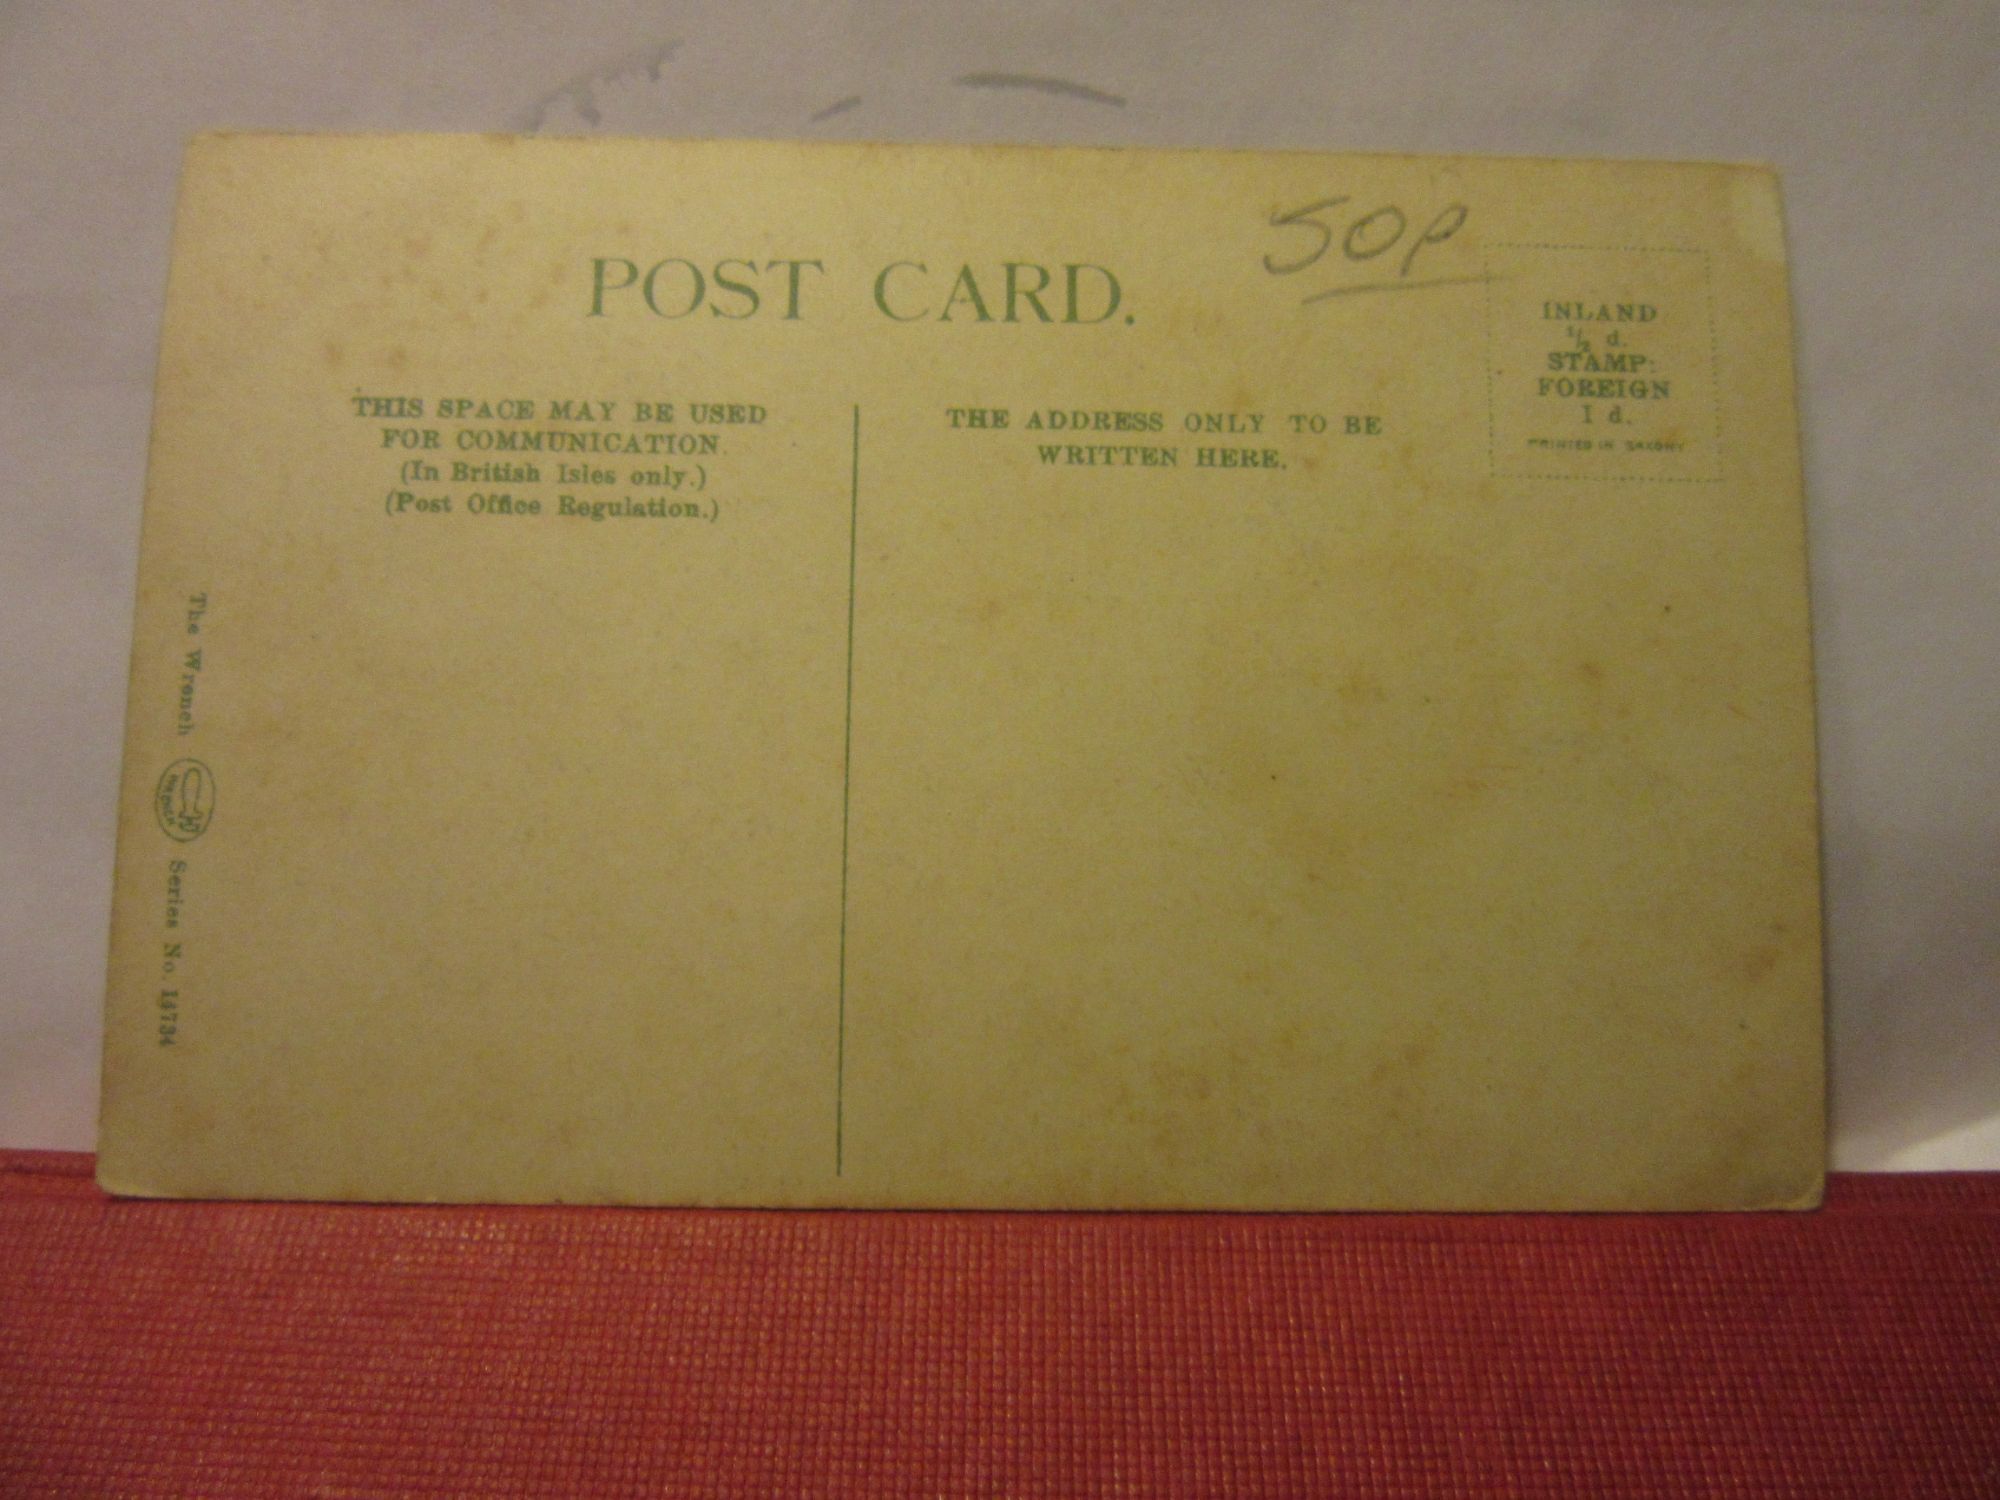 POST CARD.
50p
INLAND
1/2 d.
STAMP:
FOREIGN
1 d.
PRINTED IN SAXONY
THIS SPACE MAY BE USED
FOR COMMUNICATION.
(In British Isles only.)
(Post Office Regulation.)
THE ADDRESS ONLY TO BE
WRITTEN HERE.
The Wrench Series No. 14734